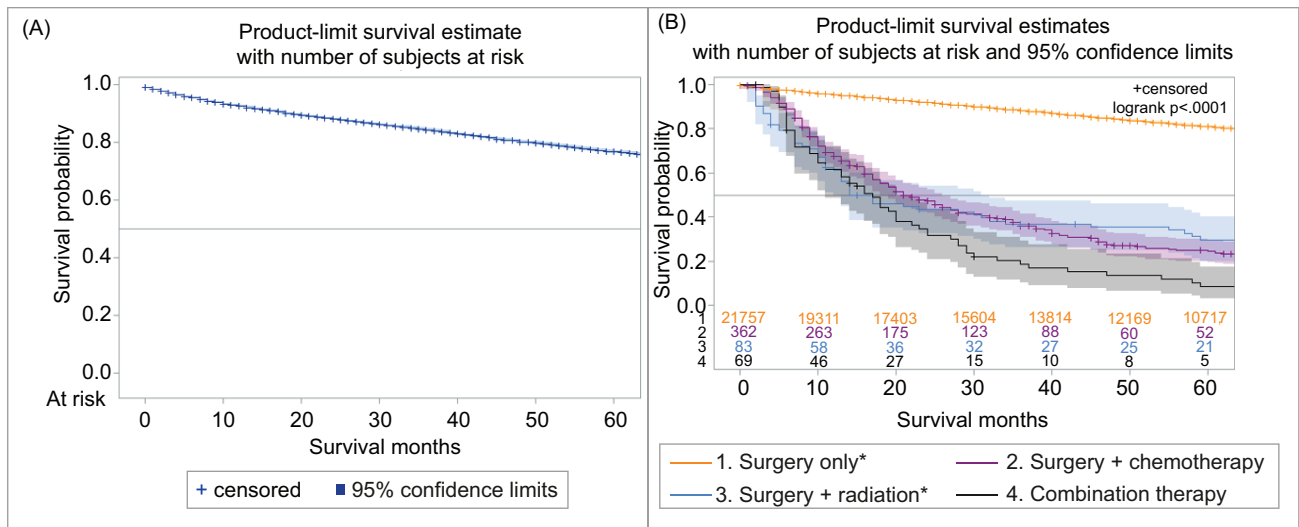 (A)
Product-limit survival estimate
with number of subjects at risk
1.0
0.8
0.6
0.4
0.2
0.0
Survival probability
At risk
0 10 20 30 40 50 60
Survival months
+ censored 95% confidence limits
(B)
Product-limit survival estimates
with number of subjects at risk and 95% confidence limits
+censored
logrank p<.0001
1.0
0.8
0.6
0.4
0.2
0.0
Survival probability
1 21757 19311 17403 15604 13814 12169 10717
2 362 263 175 123 88 60 52
3 83 58 36 32 27 25 21
4 69 46 27 15 10 8 5
0 10 20 30 40 50 60
Survival months
1. Surgery only* 2. Surgery + chemotherapy
3. Surgery + radiation* 4. Combination therapy